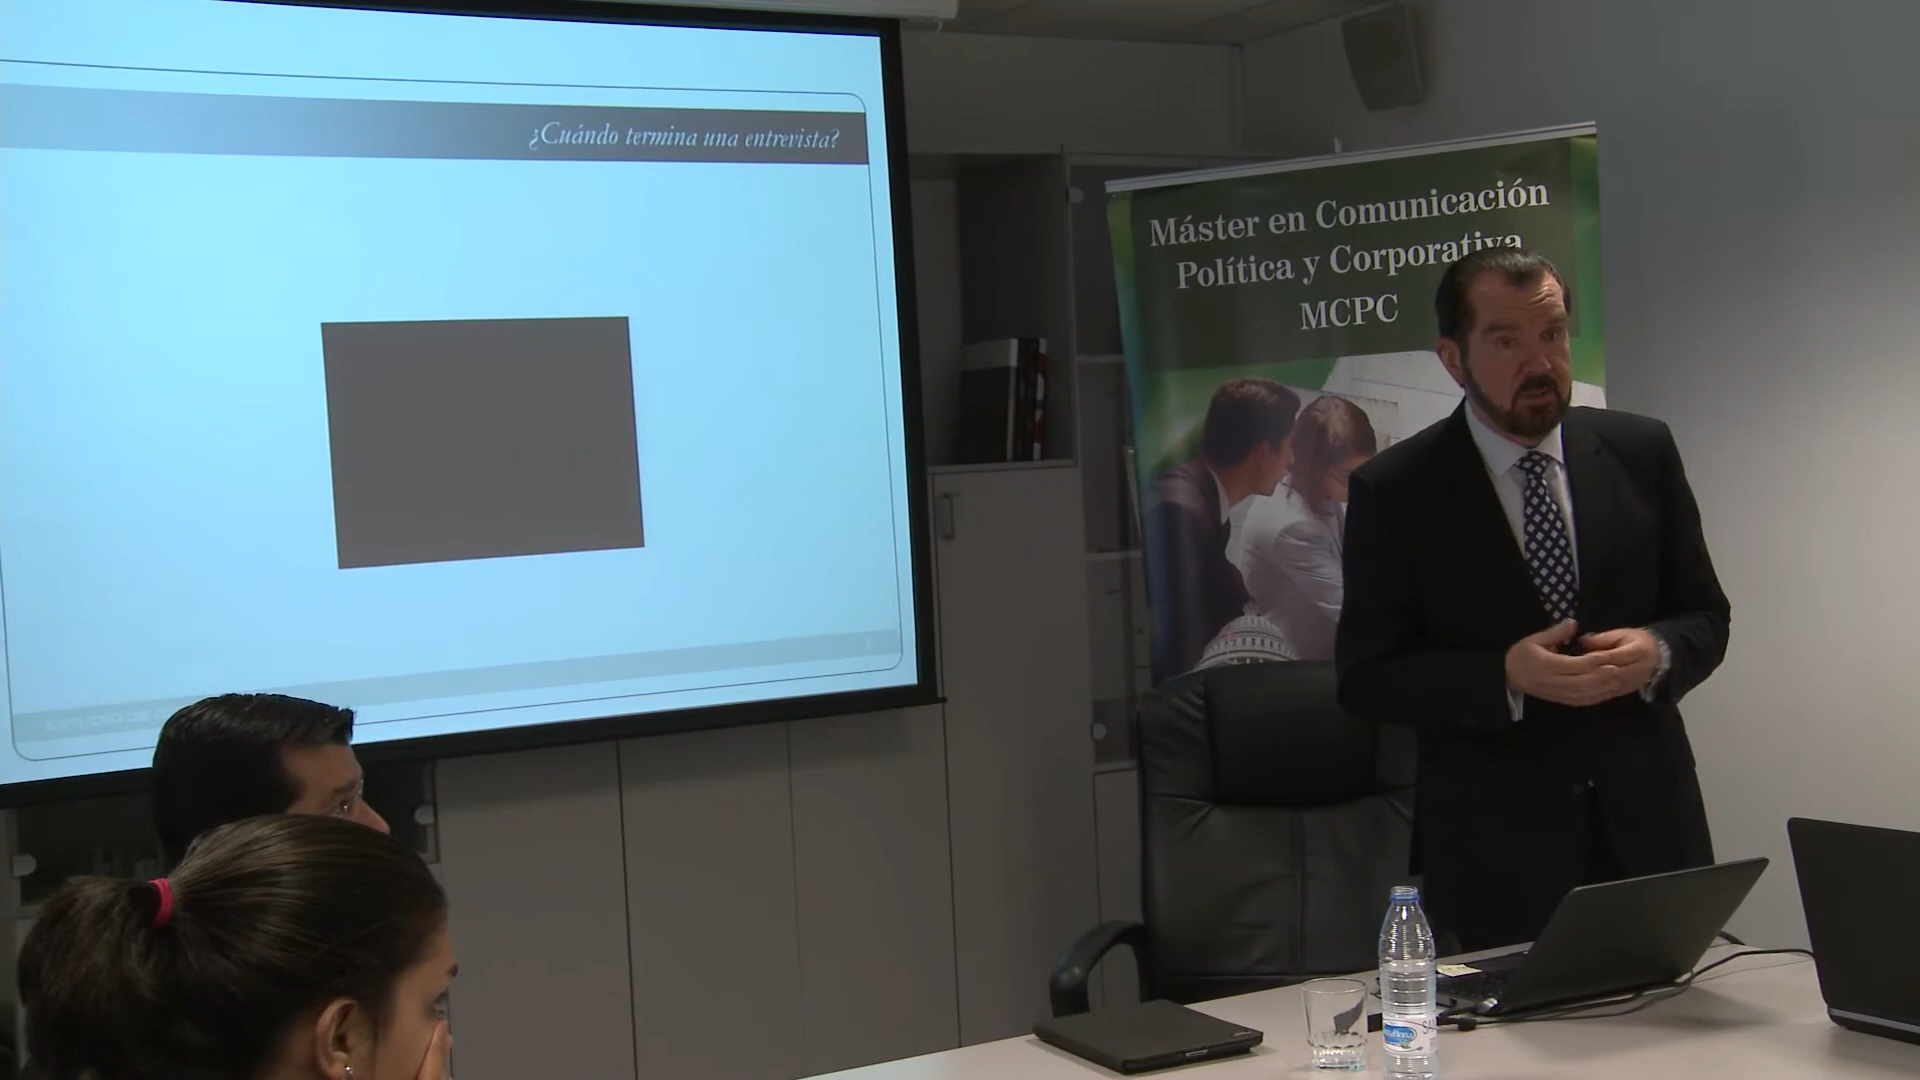 ¿Cuándo termina una entrevista?
Máster en Comunicación
Política y Corporativa
MCPC